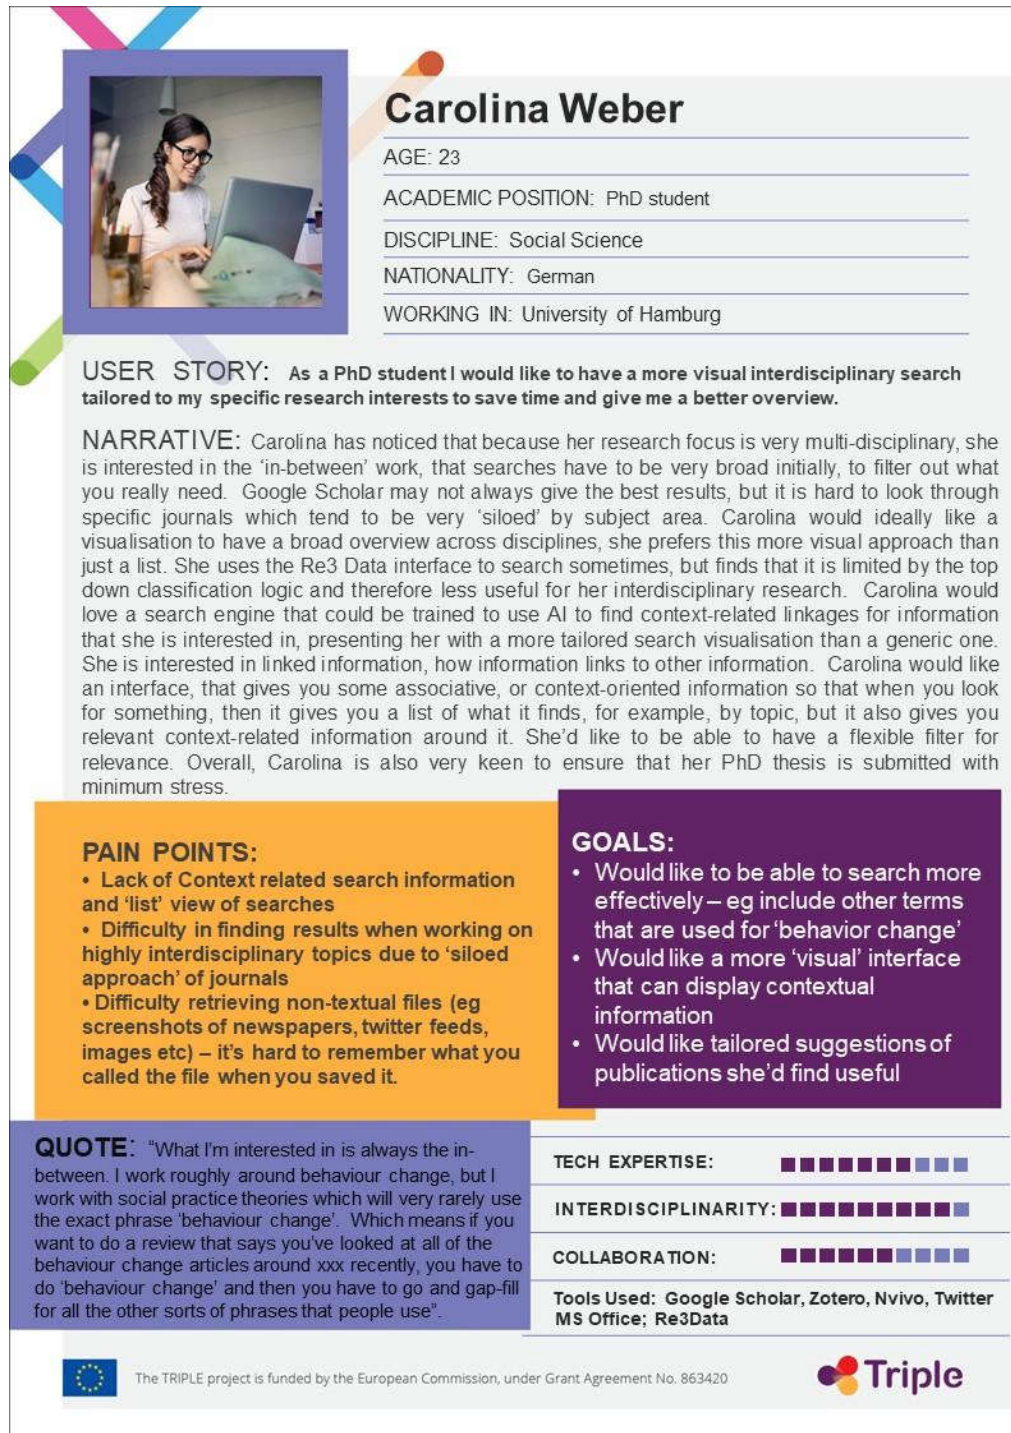 Carolina Weber
AGE: 23
ACADEMIC POSITION: PhD student
DISCIPLINE: Social Science
NATIONALITY: German
WORKING IN: University of Hamburg
USER STORY: As a PhD student I would like to have a more visual interdisciplinary search
tailored to my specific research interests to save time and give me a better overview.
NARRATIVE: Carolina has noticed that because her research focus is very multi-disciplinary, she
is interested in the ‘in-between’ work, that searches have to be very broad initially, to filter out what
you really need. Google Scholar may not always give the best results, but it is hard to look through
specific journals which tend to be very ‘siloed’ by subject area. Carolina would ideally like a
visualisation to have a broad overview across disciplines, she prefers this more visual approach than
just a list. She uses the Re3 Data interface to search sometimes, but finds that it is limited by the top
down classification logic and therefore less useful for her interdisciplinary research. Carolina would
love a search engine that could be trained to use AI to find context-related linkages for information
that she is interested in, presenting her with a more tailored search visualisation than a generic one.
She is interested in linked information, how information links to other information. Carolina would like
an interface, that gives you some associative, or context-oriented information so that when you look
for something, then it gives you a list of what it finds, for example, by topic, but it also gives you
relevant context-related information around it. She’d like to be able to have a flexible filter for
relevance. Overall, Carolina is also very keen to ensure that her PhD thesis is submitted with
minimum stress.
PAIN POINTS:
• Lack of Context related search information
and ‘list’ view of searches
• Difficulty in finding results when working on
highly interdisciplinary topics due to ‘siloed
approach’ of journals
• Difficulty retrieving non-textual files (eg
screenshots of newspapers, twitter feeds,
images etc) – it’s hard to remember what you
called the file when you saved it.
GOALS:
• Would like to be able to search more
effectively – eg include other terms
that are used for ‘behavior change’
• Would like a more ‘visual’ interface
that can display contextual
information
• Would like tailored suggestions of
publications she’d find useful
QUOTE: “What I’m interested in is always the in-
between. I work roughly around behaviour change, but I
work with social practice theories which will very rarely use
the exact phrase ‘behaviour change’. Which means if you
want to do a review that says you’ve looked at all of the
behaviour change articles around xxx recently, you have to
do ‘behaviour change’ and then you have to go and gap-fill
for all the other sorts of phrases that people use”.
TECH EXPERTISE:
INTERDISCIPLINARITY:
COLLABORATION:
Tools Used: Google Scholar, Zotero, Nvivo, Twitter
MS Office; Re3Data
The TRIPLE project is funded by the European Commission, under Grant Agreement No. 863420
Triple